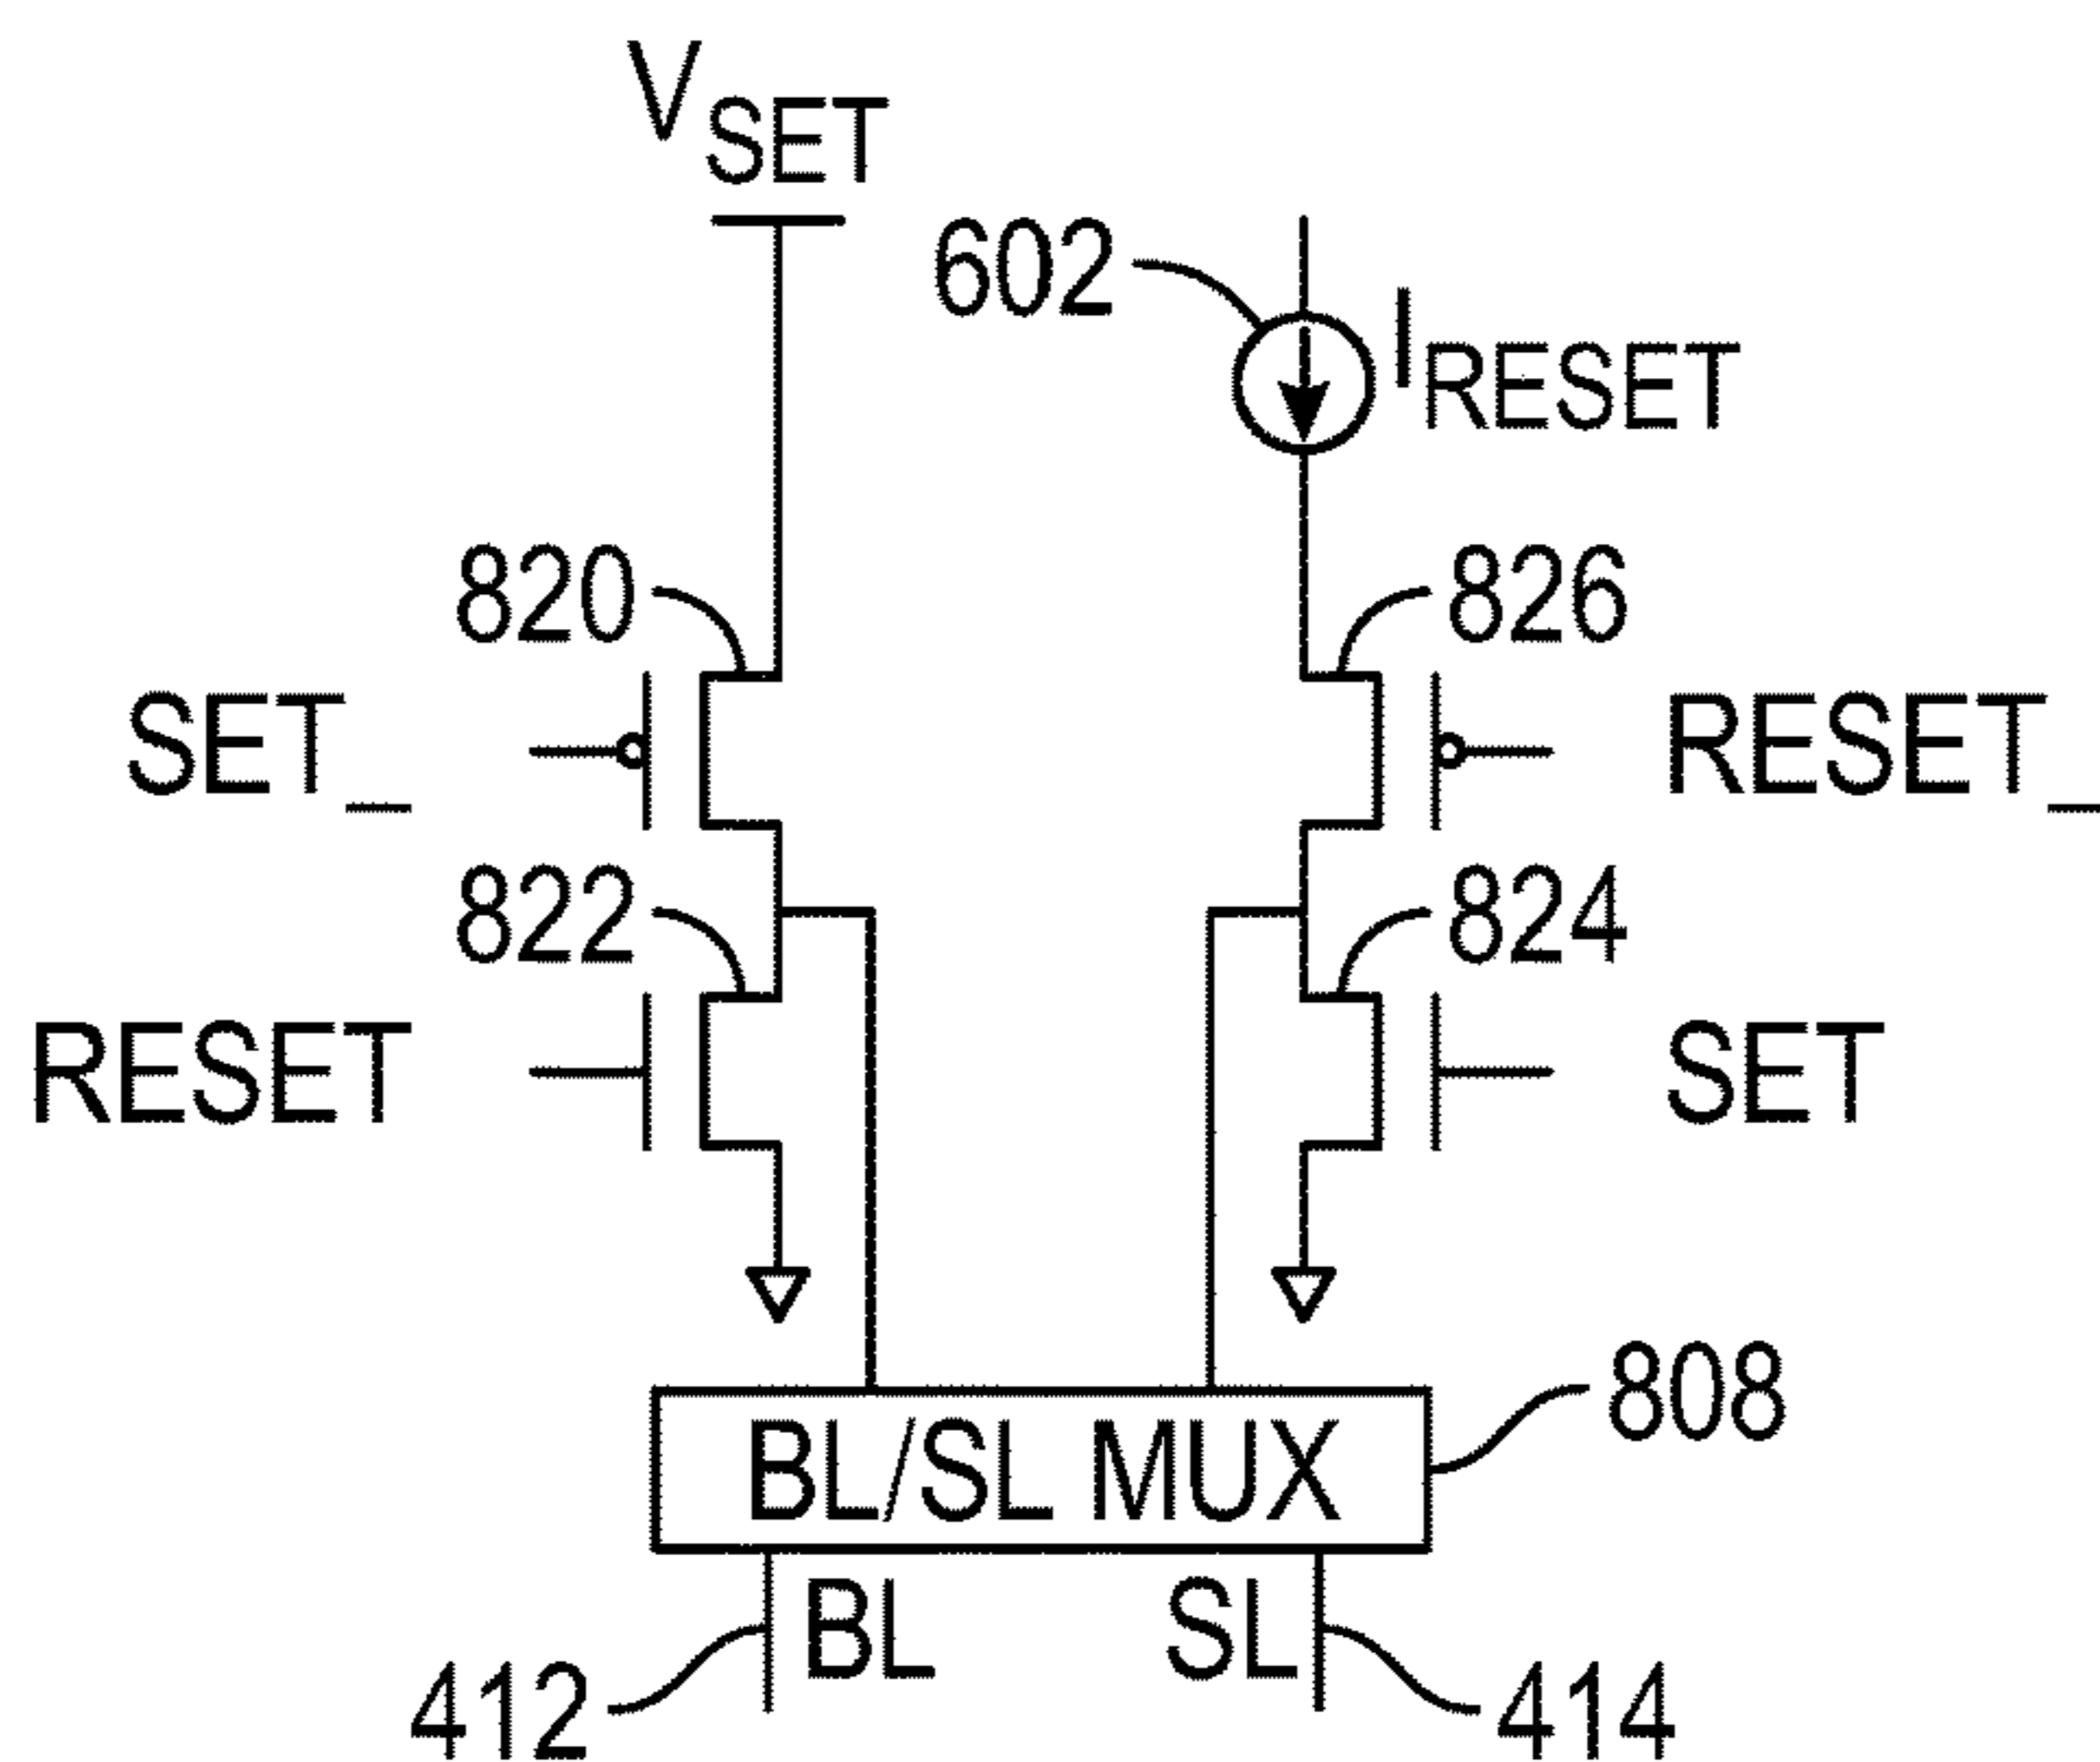 VSET
602
IRESET
820
826
SET_
RESET_
822
824
RESET
SET
808
BL/SL MUX
BL
SL
412
414